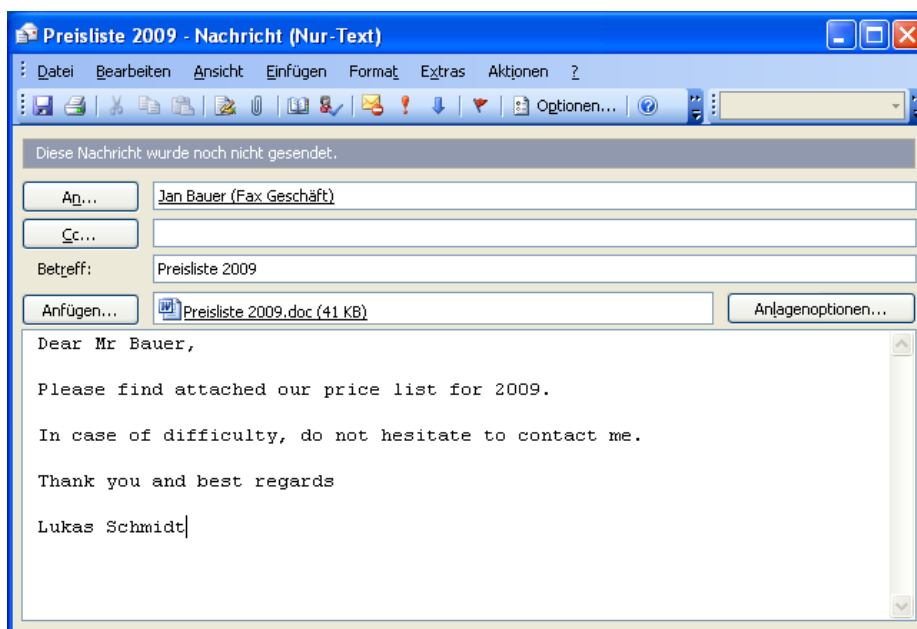 Preisliste 2009 - Nachricht (Nur-Text)
Datei Bearbeiten Ansicht Einfügen Format Extras Aktionen ?
Optionen...
Diese Nachricht wurde noch nicht gesendet.
An... Jan Bauer (Fax Geschäft)
Cc...
Betreff: Preisliste 2009
Anfügen... Preisliste 2009.doc (41 KB) Anlagenoptionen...
Dear Mr Bauer,
Please find attached our price list for 2009.
In case of difficulty, do not hesitate to contact me.
Thank you and best regards
Lukas Schmidt